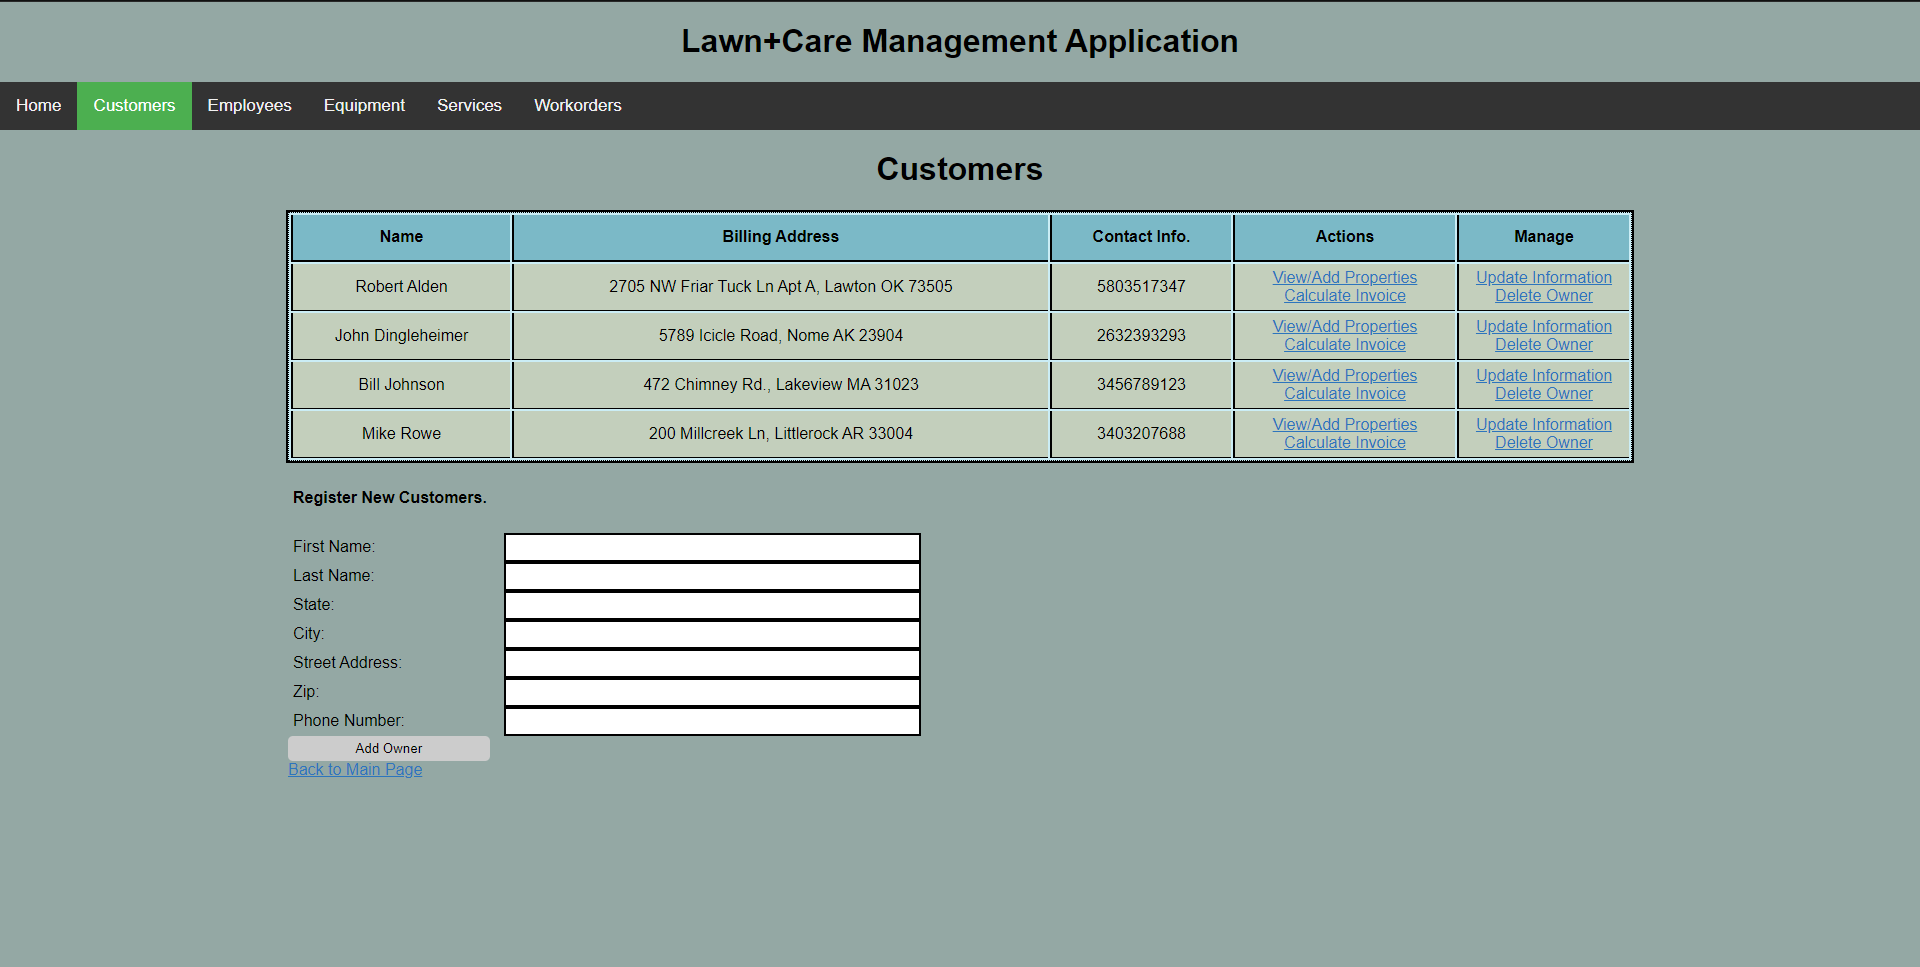 Lawn+Care Management Application
Home Customers Employees Equipment Services Workorders
Customers
Name Billing Address Contact Info. Actions Manage
Robert Alden 2705 NW Friar Tuck Ln Apt A, Lawton OK 73505 5803517347 View/Add Properties Update Information
Calculate Invoice Delete Owner
John Dingleheimer 5789 Icicle Road, Nome AK 23904 2632393293 View/Add Properties Update Information
Calculate Invoice Delete Owner
Bill Johnson 472 Chimney Rd., Lakeview MA 31023 3456789123 View/Add Properties Update Information
Calculate Invoice Delete Owner
Mike Rowe 200 Millcreek Ln, Littlerock AR 33004 3403207688 View/Add Properties Update Information
Calculate Invoice Delete Owner
Register New Customers.
First Name:
Last Name:
State:
City:
Street Address:
Zip:
Phone Number:
Add Owner
Back to Main Page